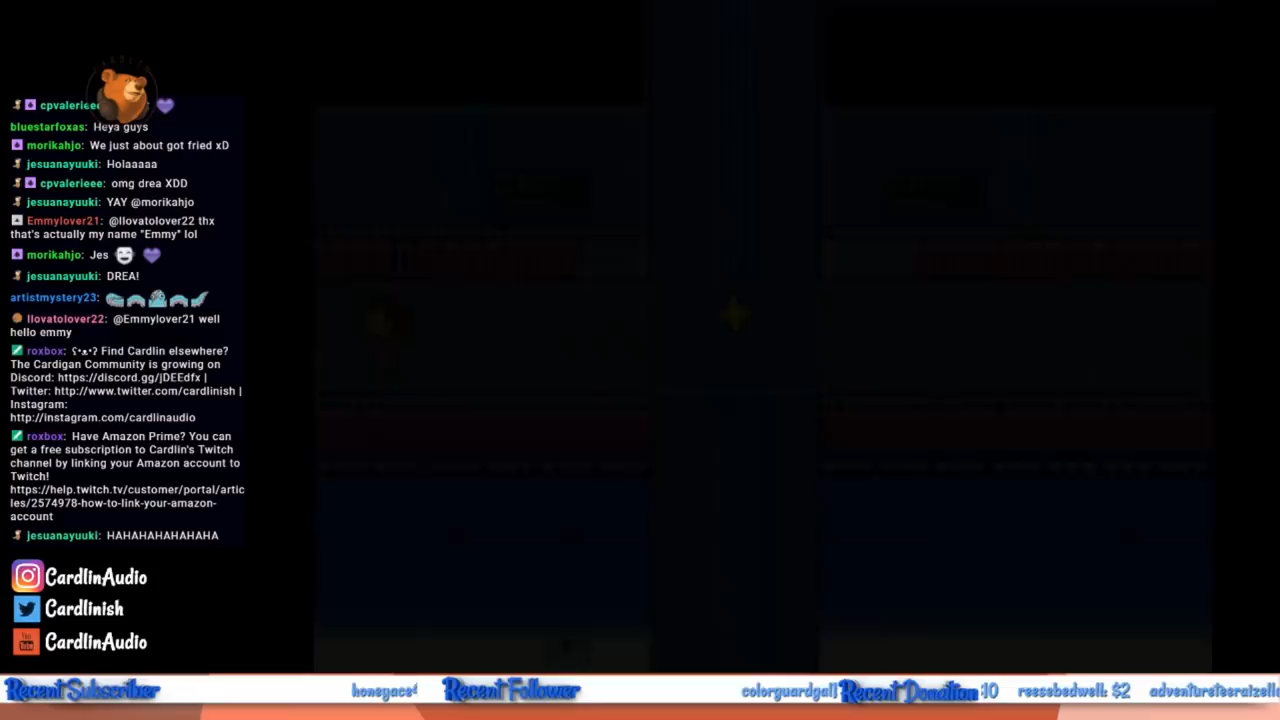 cpvalerieee
bluestarfoxas: Heya guys
morikahjo: We just about got fried xD
jesuanayuuki: Holaaaaa
cpvalerieee: omg drea XDD
jesuanayuuki: YAY @morikahjo
Emmylover21: @llovatolover22 thx
that's actually my name "Emmy" lol
morikahjo: Jes
jesuanayuuki: DREA!
artistmystery23:
llovatolover22: @Emmylover21 well
hello emmy
roxbox: ʕ•ᴥ•ʔ Find Cardlin elsewhere?
The Cardigan Community is growing on
Discord: https://discord.gg/jDEEdfx |
Twitter: http://www.twitter.com/cardlinish |
Instagram:
http://instagram.com/cardlinaudio
roxbox: Have Amazon Prime? You can
get a free subscription to Cardlin's Twitch
channel by linking your Amazon account to
Twitch!
https://help.twitch.tv/customer/portal/artic
les/2574978-how-to-link-your-amazon-
account
jesuanayuuki: HAHAHAHAHAHAHA
CardlinAudio
Cardlinish
CardlinAudio
Recent Subscriber honeyace Recent Follower colorguardgal Recent Donation :10 reesebedwell: $2